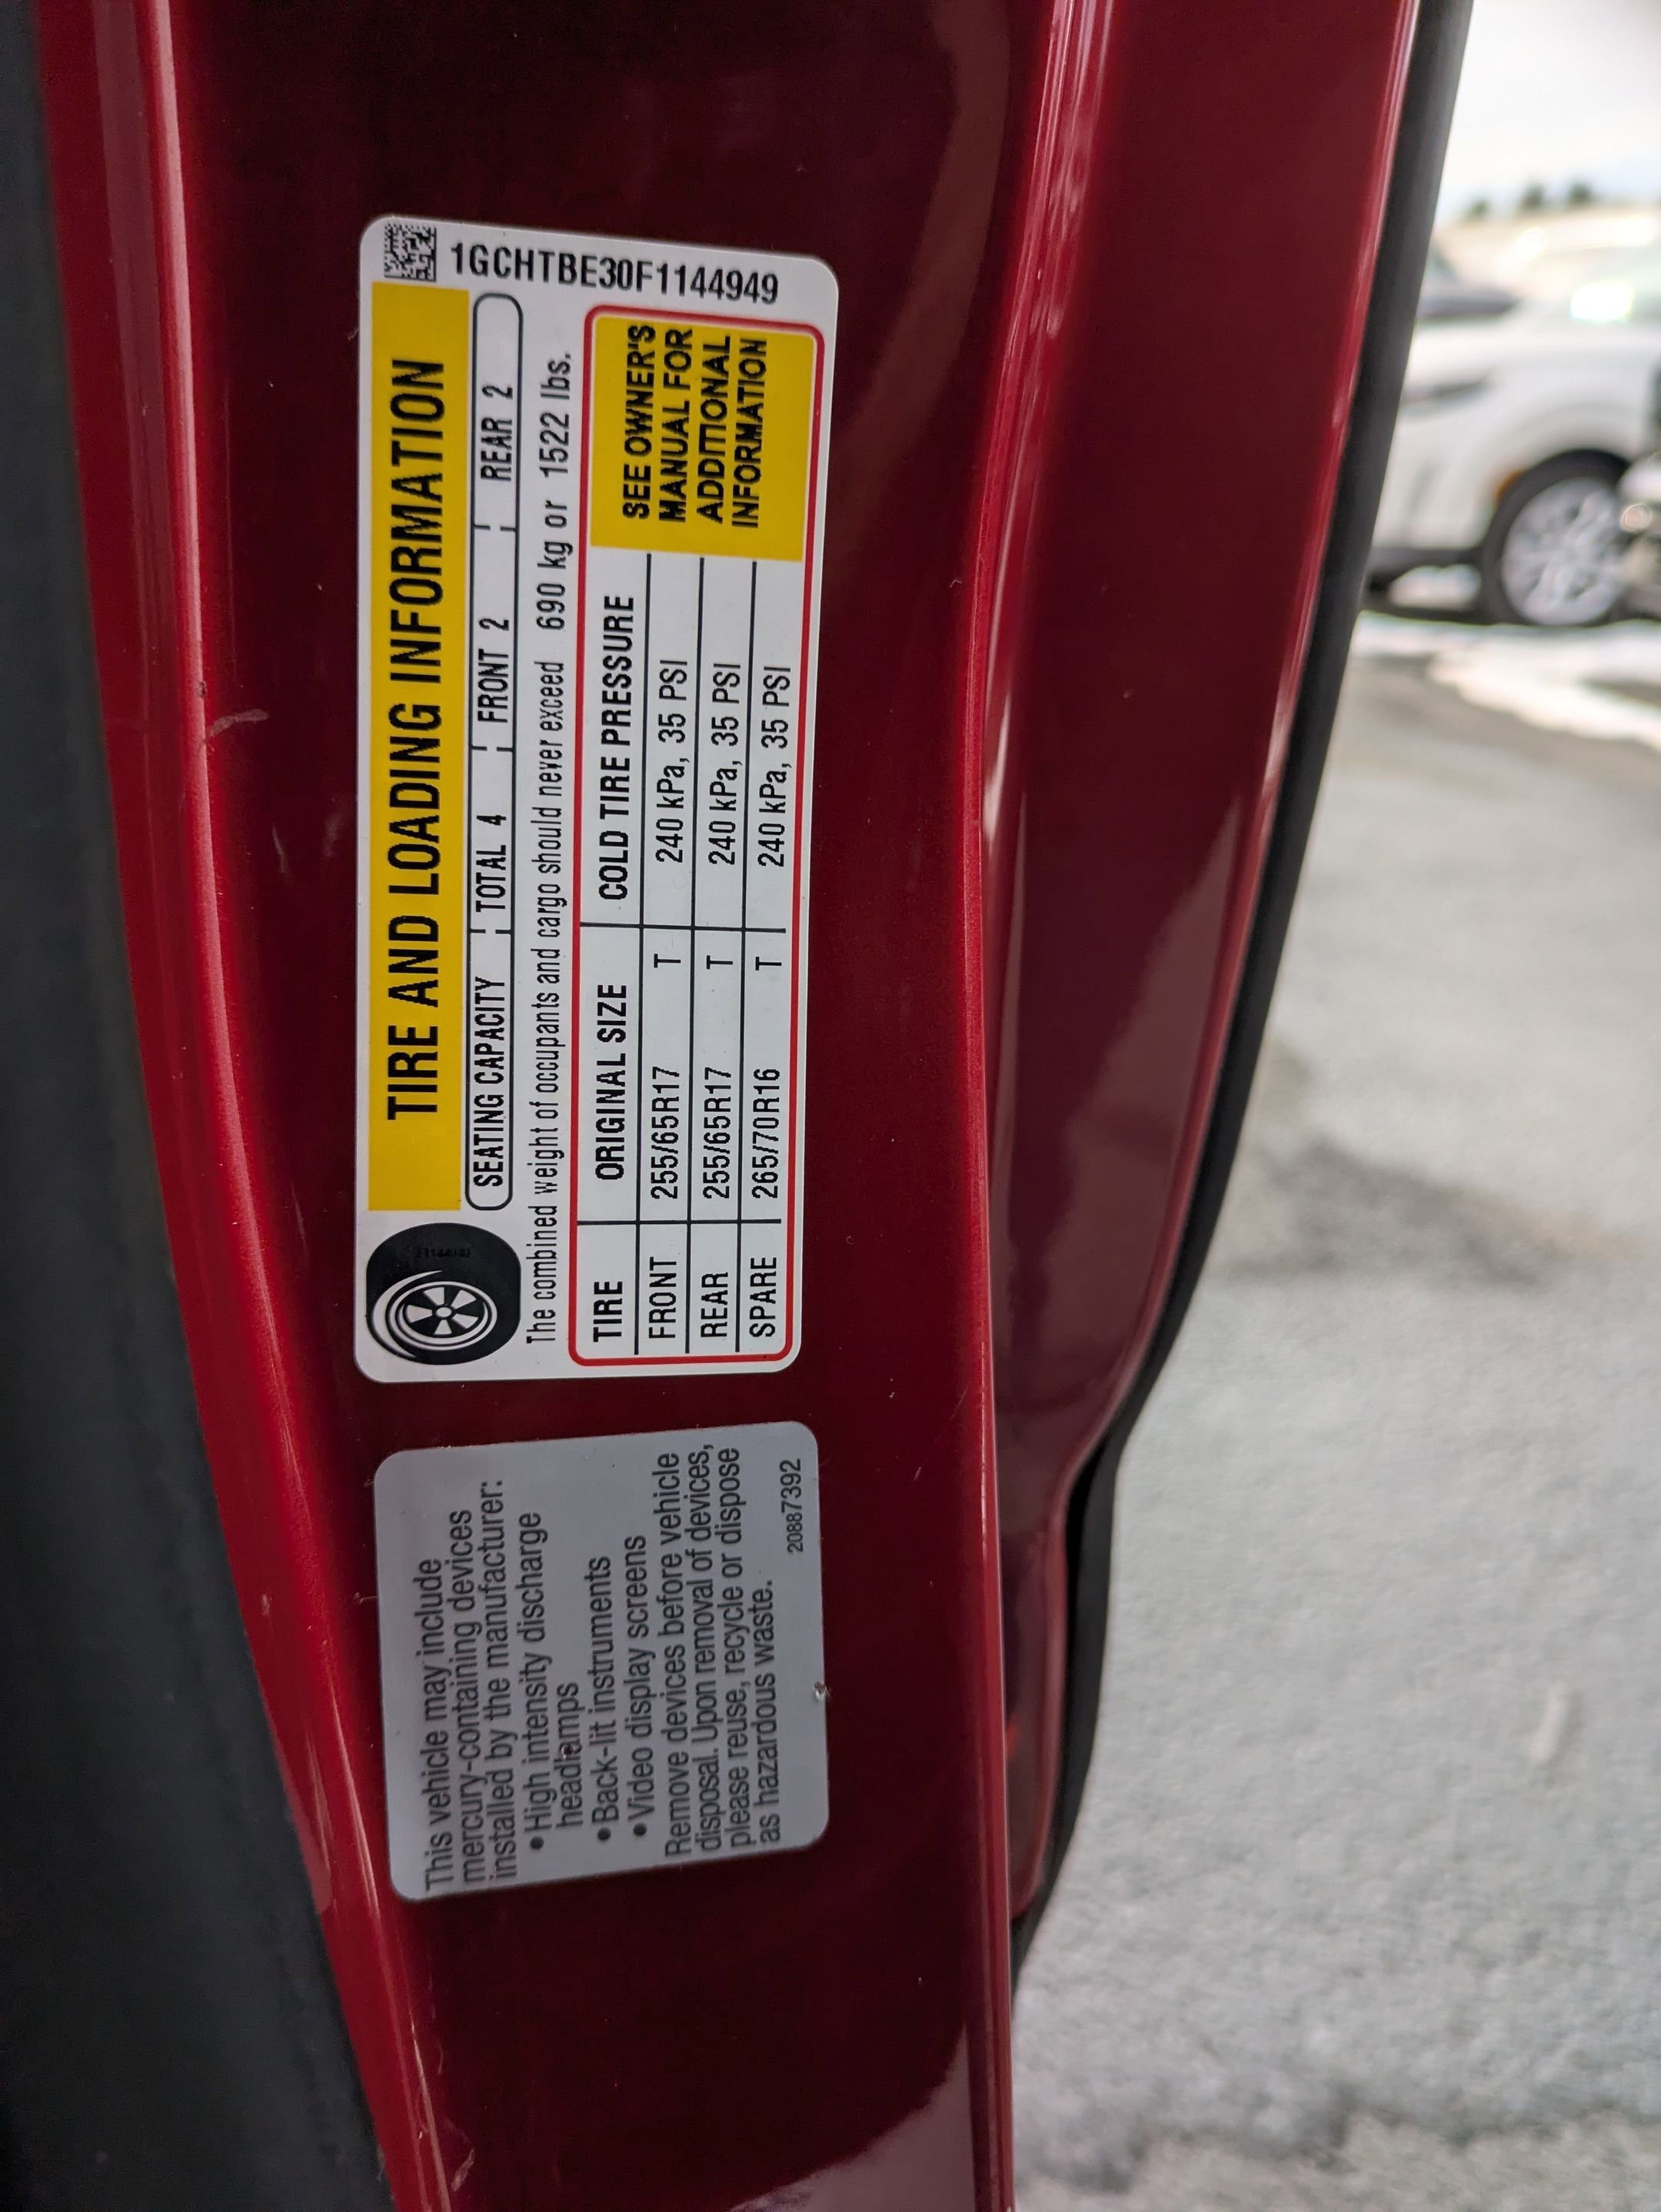 1GCHTBE30F1144949
TIRE AND LOADING INFORMATION
SEATING CAPACITY TOTAL 4 FRONT 2 REAR 2
The combined weight of occupants and cargo should never exceed 690 kg or 1522 lbs.
TIRE ORIGINAL SIZE COLD TIRE PRESSURE
FRONT 255/65R17 T 240 kPa, 35 PSI
REAR 255/65R17 T 240 kPa, 35 PSI
SPARE 265/70R16 T 240 kPa, 35 PSI
SEE OWNER'S
MANUAL FOR
ADDITIONAL
INFORMATION
This vehicle may include
mercury-containing devices
installed by the manufacturer:
• High intensity discharge
headlamps
• Back-lit instruments
• Video display screens
Remove devices before vehicle
disposal. Upon removal of devices,
please reuse, recycle or dispose
as hazardous waste.
20887392